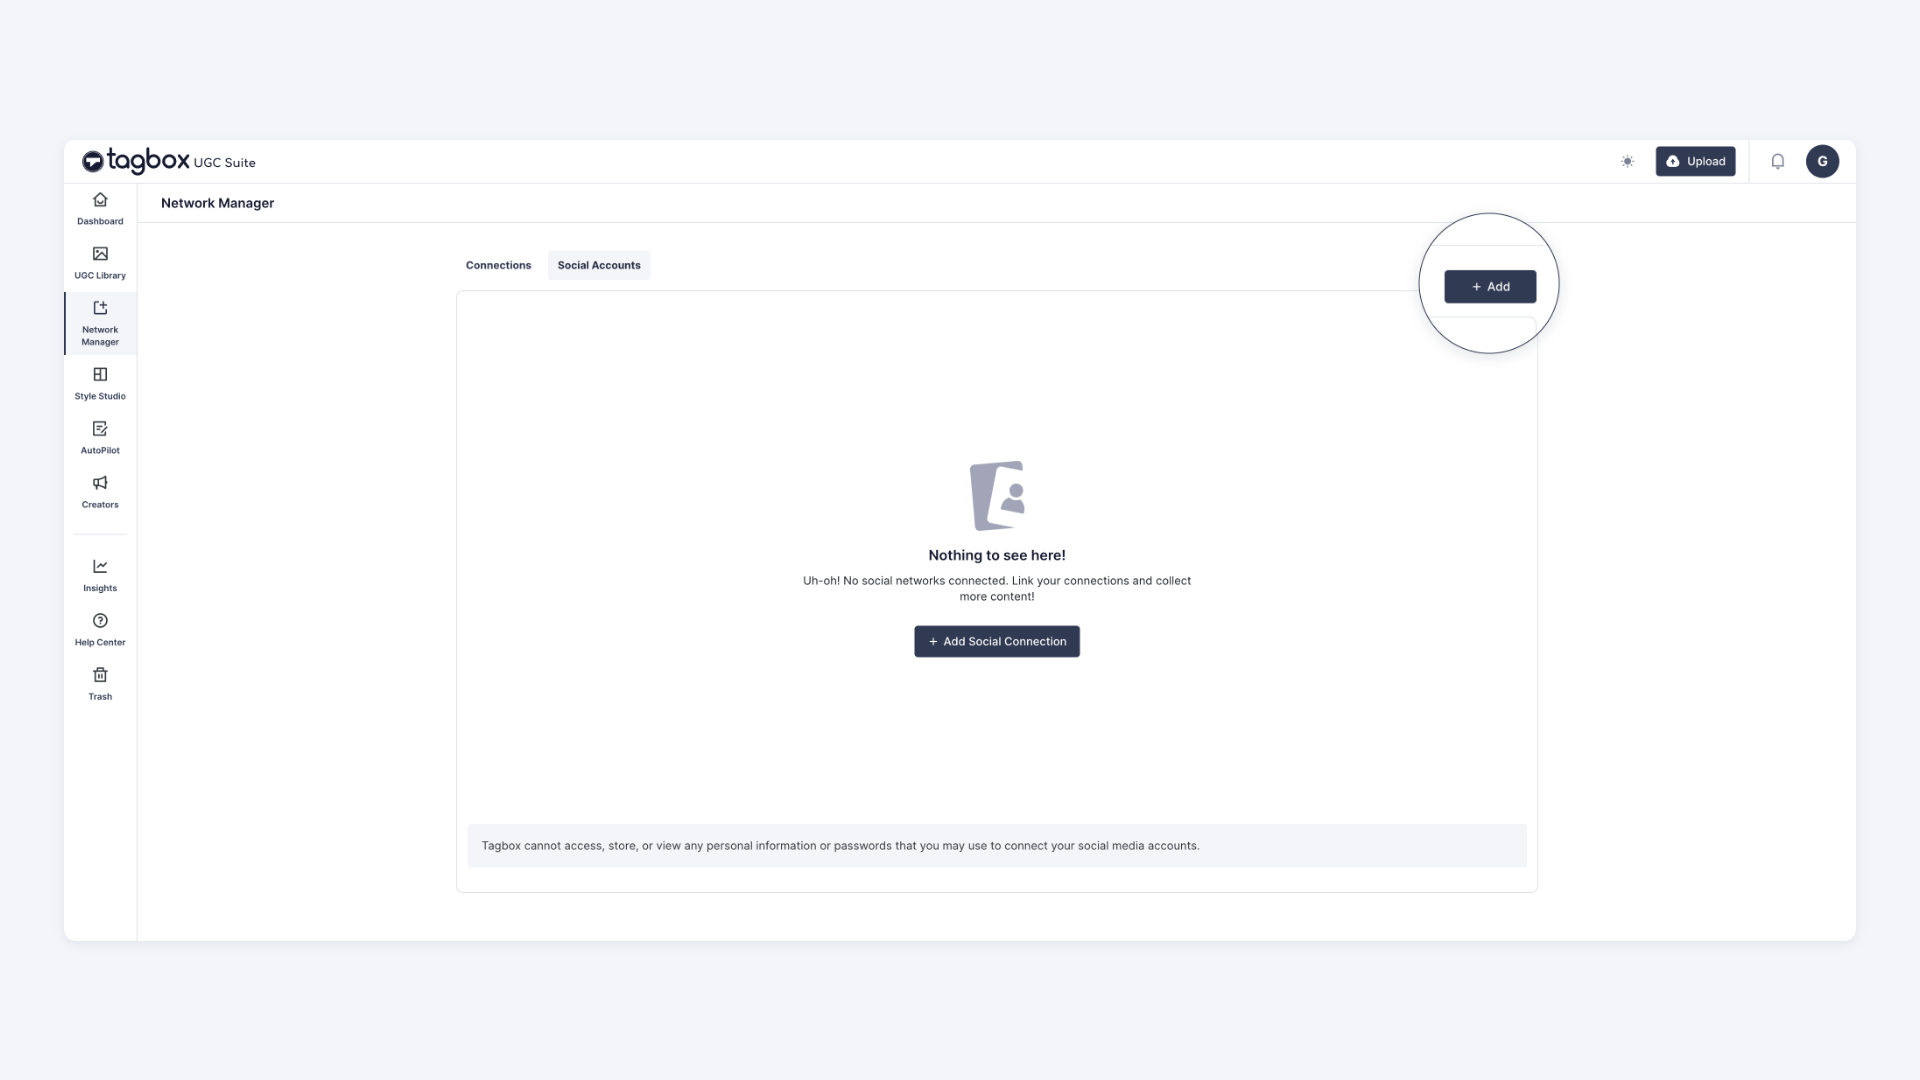 tagbox UGC Suite
Upload
G
Dashboard
UGC Library
Network
Manager
Style Studio
AutoPilot
Creators
Insights
Help Center
Trash
Network Manager
Connections
Social Accounts
+ Add
Nothing to see here!
Uh-oh! No social networks connected. Link your connections and collect
more content!
+ Add Social Connection
Tagbox cannot access, store, or view any personal information or passwords that you may use to connect your social media accounts.